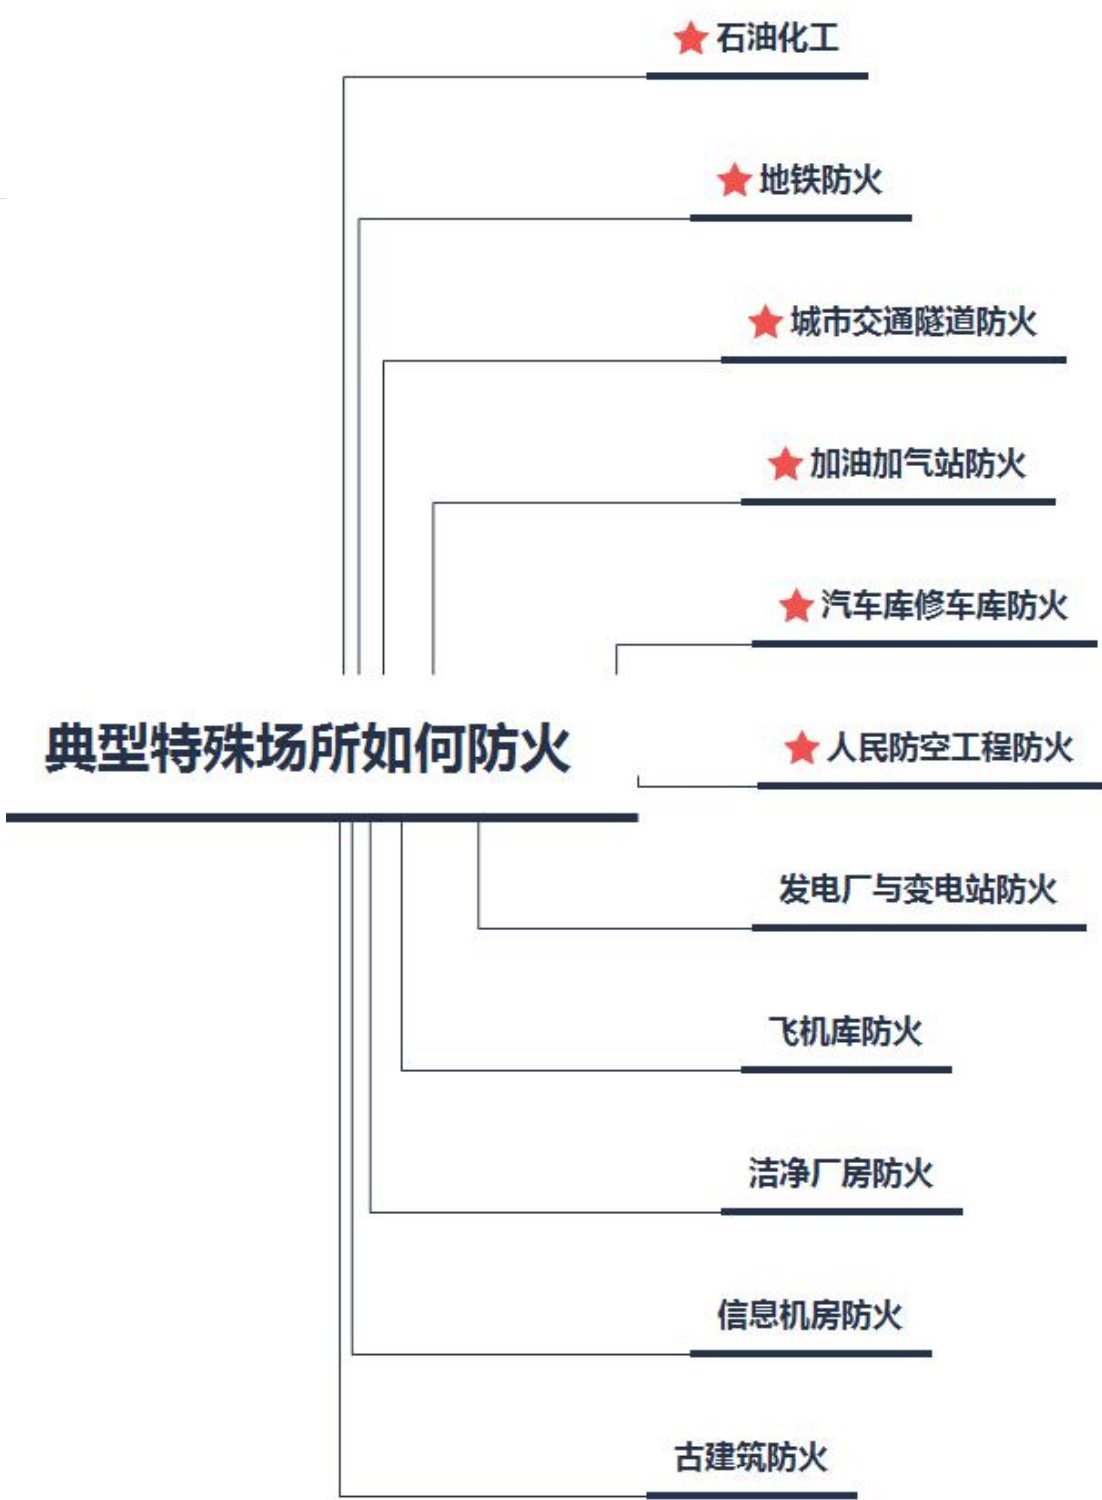 石油化工
地铁防火
城市交通隧道防火
加油加气站防火
汽车库修车库防火
典型特殊场所如何防火
人民防空工程防火
发电厂与变电站防火
飞机库防火
洁净厂房防火
信息机房防火
古建筑防火